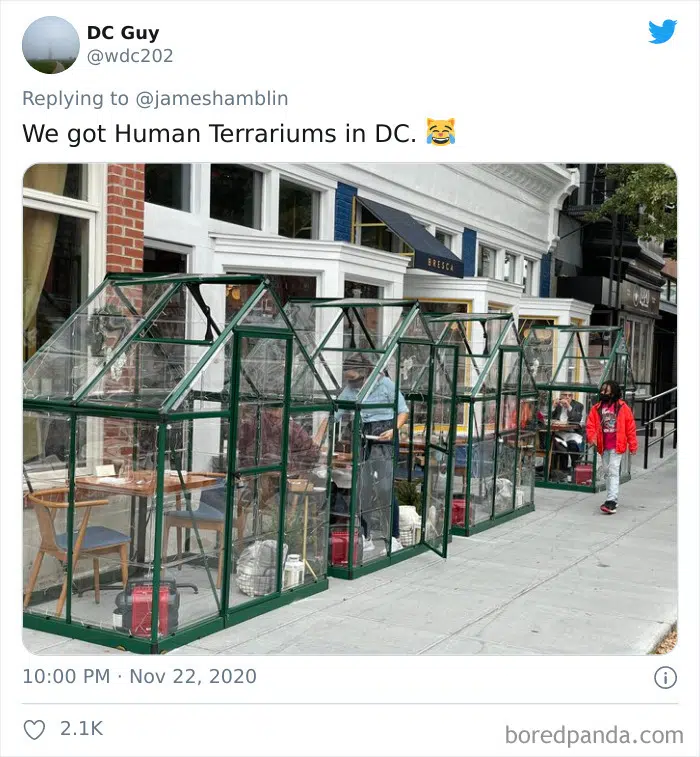 DC Guy
@wdc202
Replying to @jameshamblin
We got Human Terrariums in DC. 😹
BRESCA
10:00 PM · Nov 22, 2020
2.1K
boredpanda.com